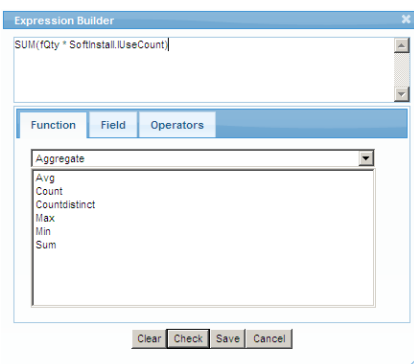 Expression Builder
SUM(fQty * SoftInstall.lUseCount)
Function Field Operators
Aggregate
Avg
Count
Countdistinct
Max
Min
Sum
Clear Check Save Cancel